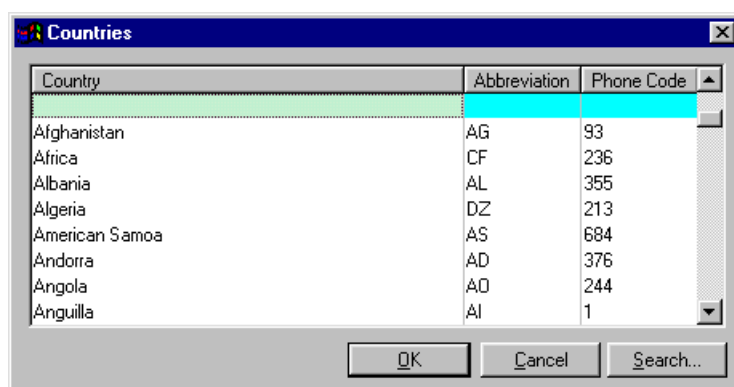 Countries
Country Abbreviation Phone Code
Afghanistan AG 93
Africa CF 236
Albania AL 355
Algeria DZ 213
American Samoa AS 684
Andorra AD 376
Angola AO 244
Anguilla AI 1
OK Cancel Search...